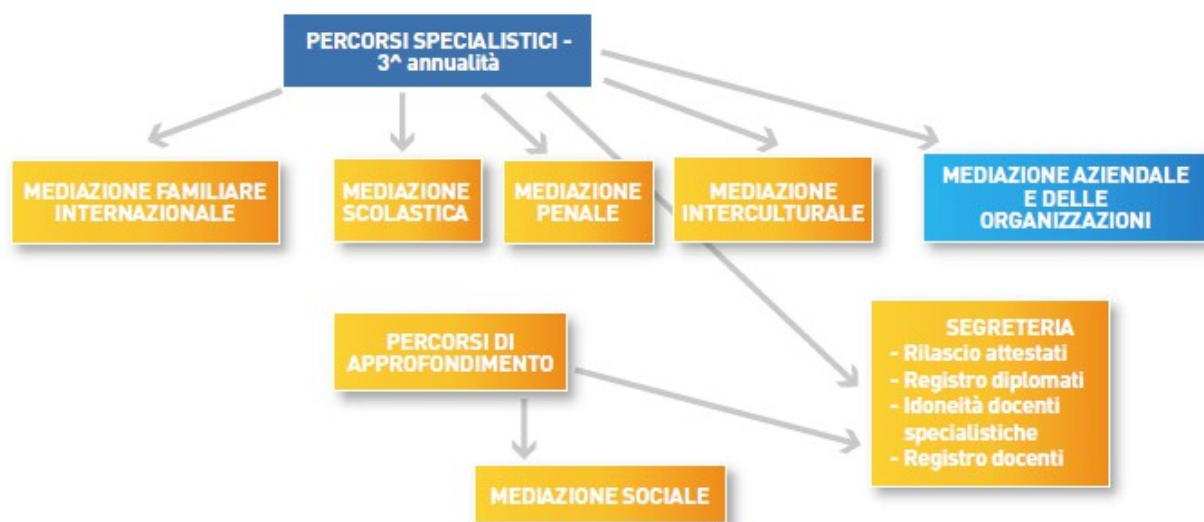 PERCORSI SPECIALISTICI -
3^ annualità
MEDIAZIONE FAMILIARE
INTERNAZIONALE
MEDIAZIONE
SCOLASTICA
MEDIAZIONE
PENALE
MEDIAZIONE
INTERCULTURALE
MEDIAZIONE AZIENDALE
E DELLE
ORGANIZZAZIONI
PERCORSI DI
APPROFONDIMENTO
SEGRETERIA
- Rilascio attestati
- Registro diplomati
- Idoneità docenti
specialistiche
- Registro docenti
MEDIAZIONE SOCIALE